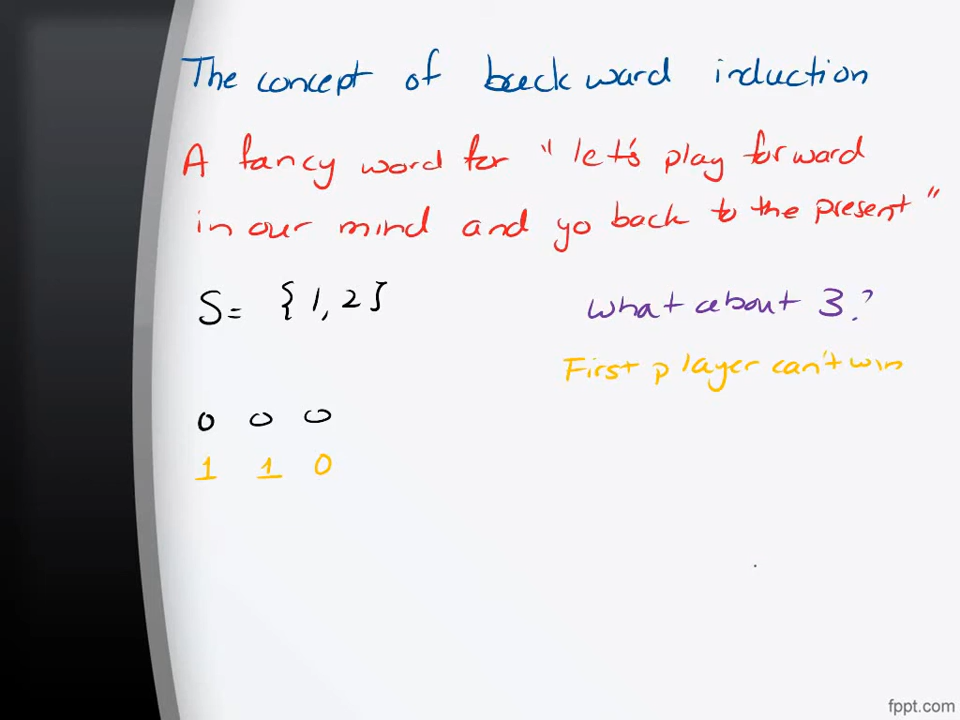 The concept of backward induction
A fancy word for "let's play forward
in our mind and go back to the present"
S= {1,2}
What about 3?
First player can't win
0 0 0
1 1 0
fppt.com